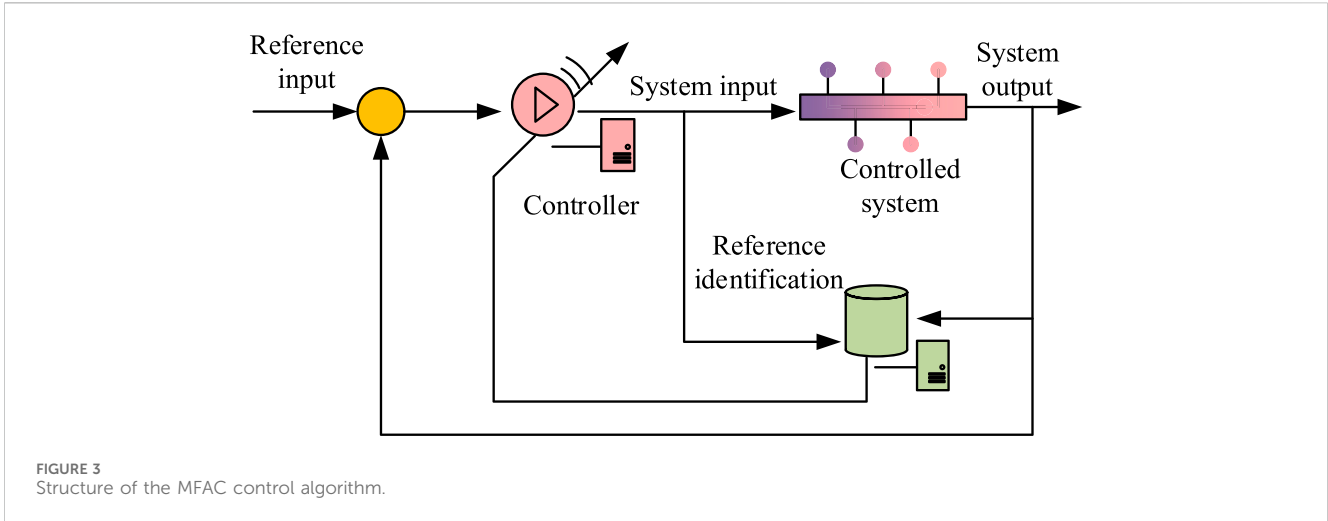 Reference
input
System input
System
output
Controller
Controlled
system
Reference
identification
FIGURE 3
Structure of the MFAC control algorithm.